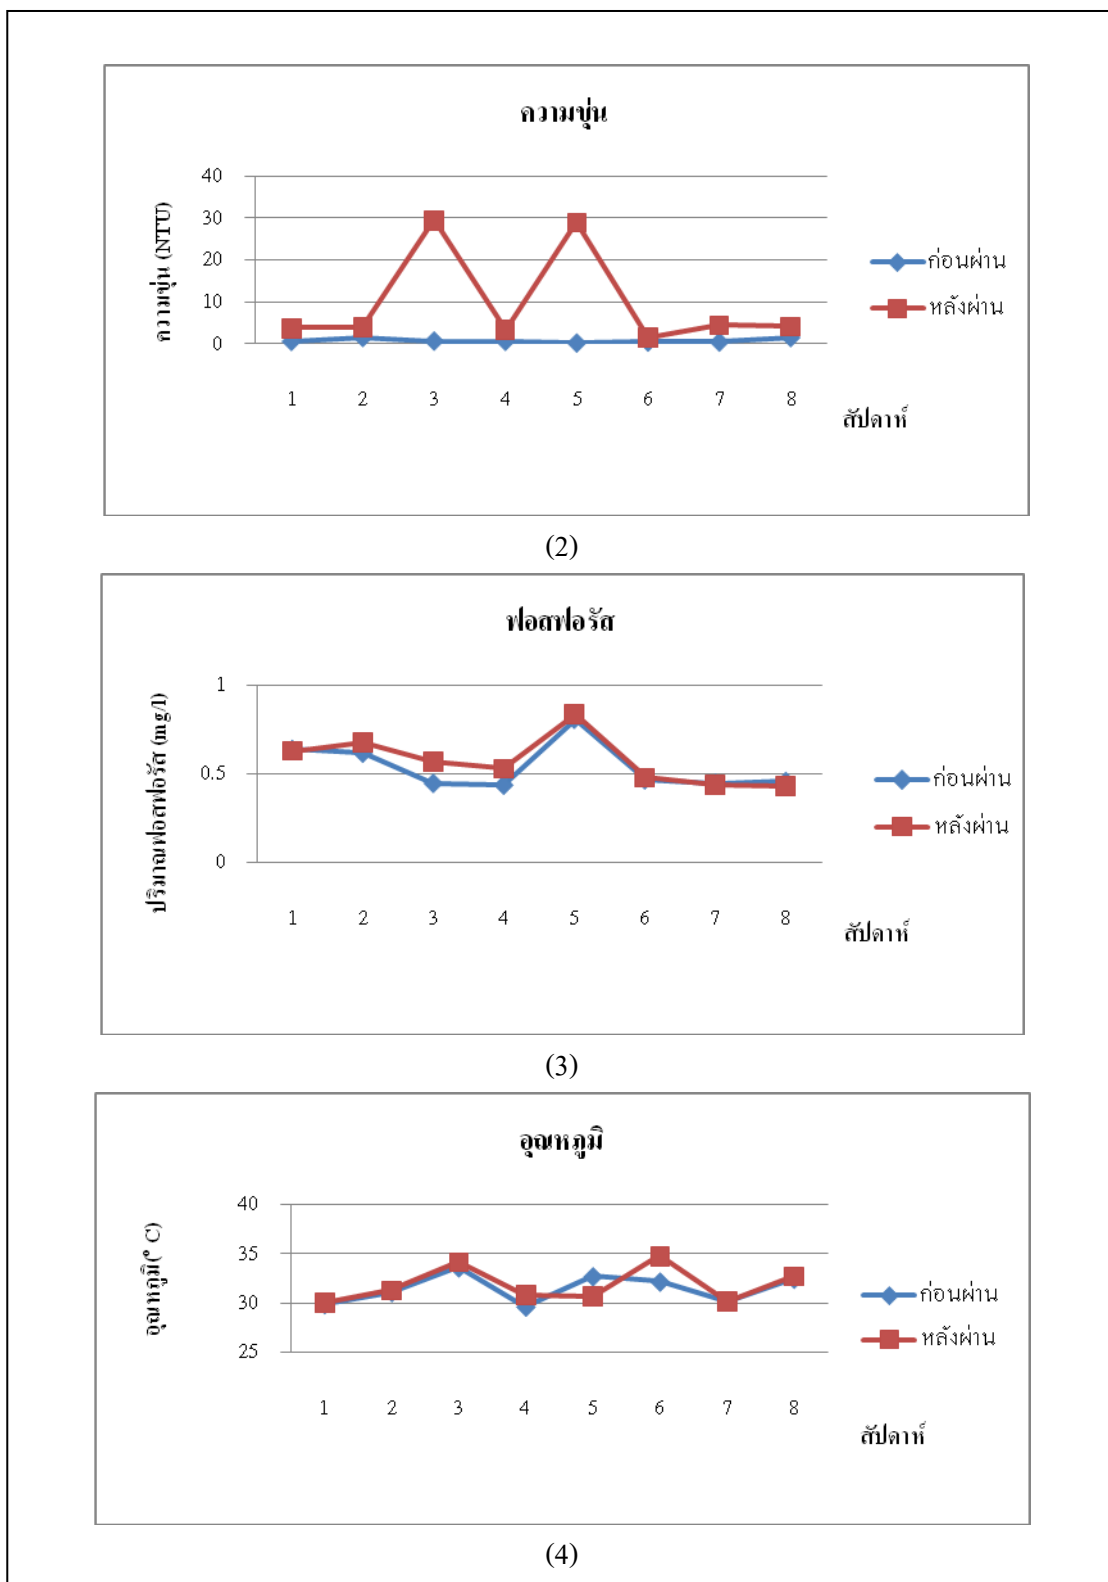 ความขุ่น
40
30
20
10
0
ความขุ่น (NTU)
1 2 3 4 5 6 7 8
สัปดาห์
ก่อนผ่าน
หลังผ่าน
(2)
ฟอสฟอรัส
1
0.5
0
ปริมาณฟอสฟอรัส (mg/l)
1 2 3 4 5 6 7 8
สัปดาห์
ก่อนผ่าน
หลังผ่าน
(3)
อุณหภูมิ
40
35
30
25
อุณหภูมิ(° C)
1 2 3 4 5 6 7 8
สัปดาห์
ก่อนผ่าน
หลังผ่าน
(4)